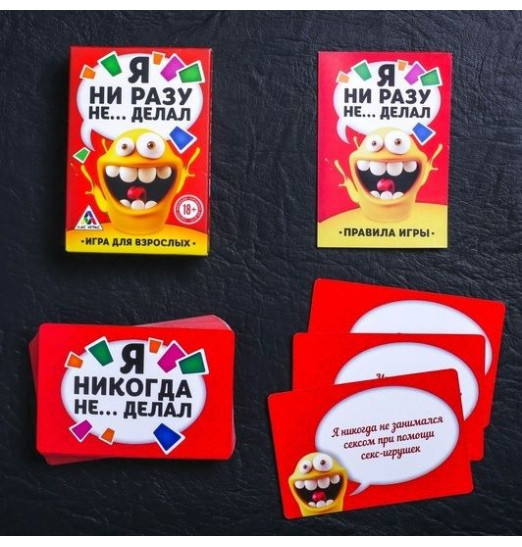 Я
НИ РАЗУ
НЕ... ДЕЛАЛ
18+
•ИГРА ДЛЯ ВЗРОСЛЫХ•
Я
НИ РАЗУ
НЕ... ДЕЛАЛ
•ПРАВИЛА ИГРЫ•
Я
НИКОГДА
НЕ... ДЕЛАЛ
Я никогда не занимался
сексом при помощи
секс-игрушек